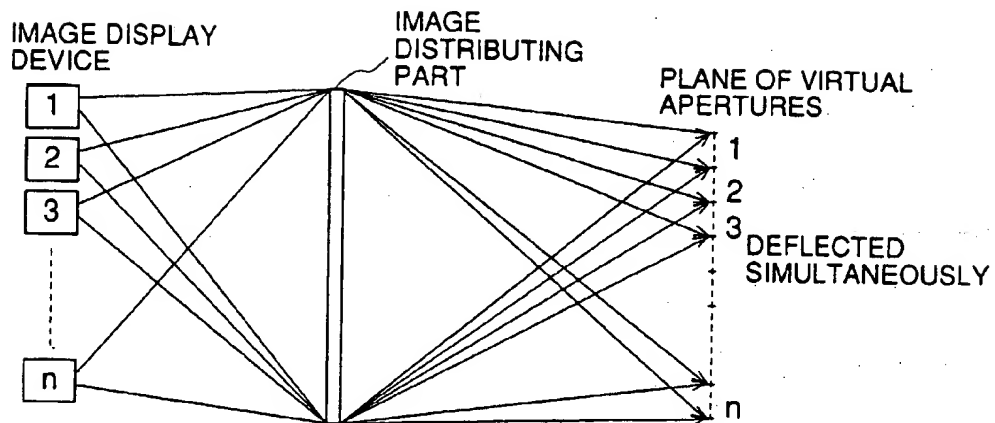 IMAGE DISPLAY
DEVICE
1
2
3
n
IMAGE
DISTRIBUTING
PART
PLANE OF VIRTUAL
APERTURES
1
2
3
DEFLECTED
SIMULTANEOUSLY
n